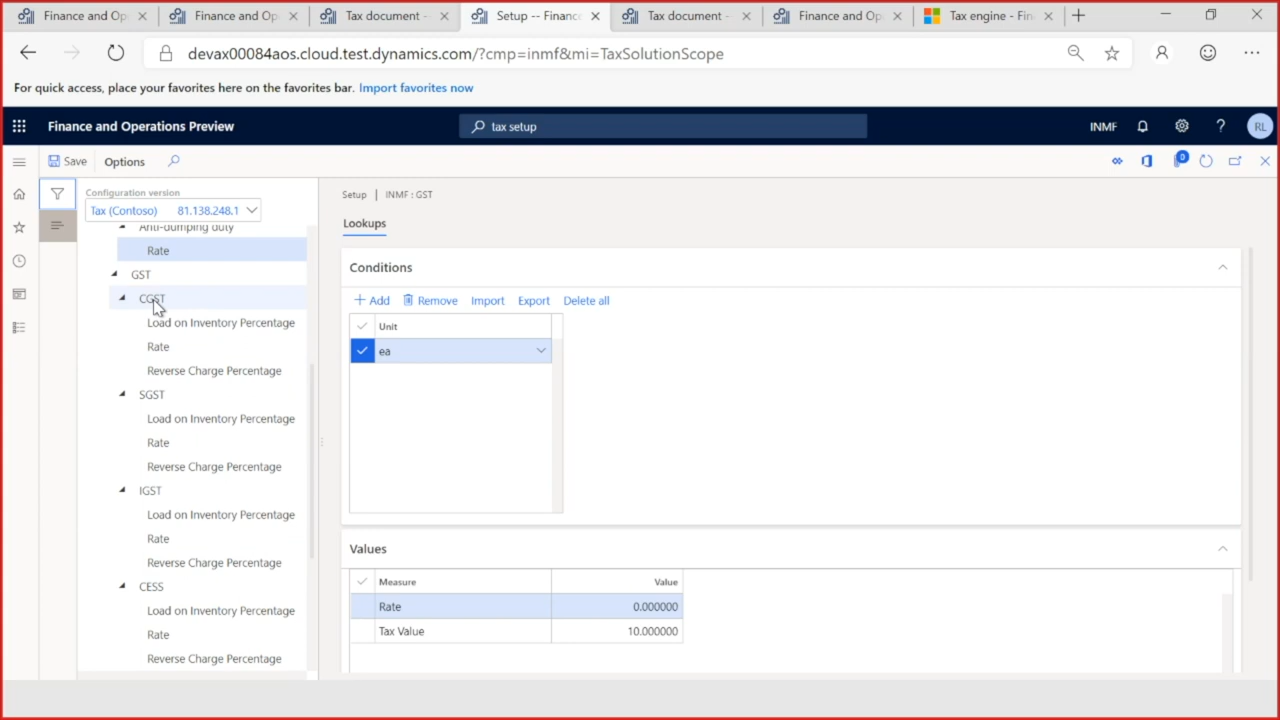 Finance and Op
Finance and Op
Tax document -
Setup -- Finance
Tax document -
Finance and Op
Tax engine - Fin
devax00084aos.cloud.test.dynamics.com/?cmp=inmf&mi=TaxSolutionScope
For quick access, place your favorites here on the favorites bar. Import favorites now
Finance and Operations Preview
tax setup
INMF
RL
Save
Options
0
Configuration version
Tax (Contoso) 81.138.248.1
Anti-dumping duty
Rate
GST
CGST
Load on Inventory Percentage
Rate
Reverse Charge Percentage
SGST
Load on Inventory Percentage
Rate
Reverse Charge Percentage
IGST
Load on Inventory Percentage
Rate
Reverse Charge Percentage
CESS
Load on Inventory Percentage
Rate
Reverse Charge Percentage
Setup | INMF : GST
Lookups
Conditions
Add Remove Import Export Delete all
Unit
ea
Values
Measure Value
Rate 0.000000
Tax Value 10.000000